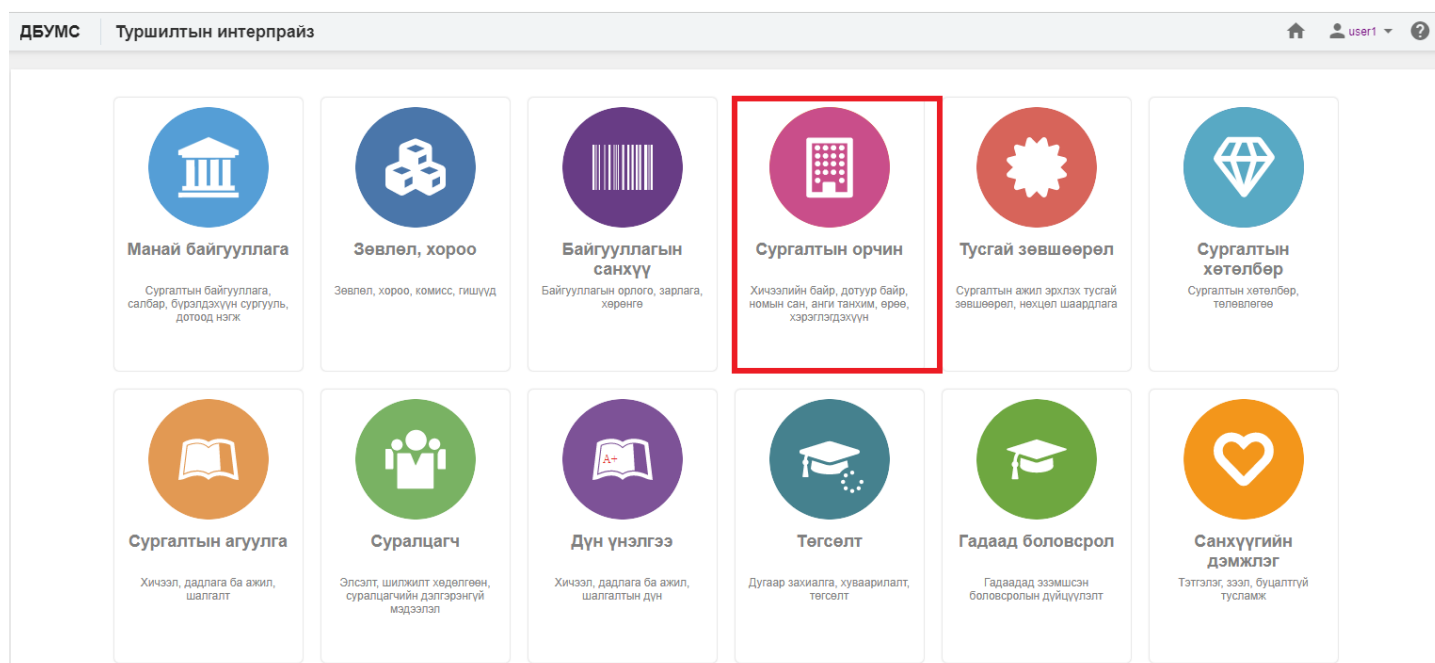 ДБУМС Туршилтын интерпрайз user1
Манай байгууллага
Сургалтын байгууллага,
салбар, бүрэлдэхүүн сургууль,
дотоод нэгж
Зөвлөл, хороо
Зөвлөл, хороо, комисс, гишүүд
Байгууллагын
санхүү
Байгууллагын орлого, зарлага,
хөрөнгө
Сургалтын орчин
Хичээлийн байр, дотуур байр,
номын сан, анги танхим, өрөө,
хэрэглэгдэхүүн
Тусгай зөвшөөрөл
Сургалтын ажил эрхлэх тусгай
зөвшөөрөл, нөхцөл шаардлага
Сургалтын
хөтөлбөр
Сургалтын хөтөлбөр,
төлөвлөгөө
Сургалтын агуулга
Хичээл, дадлага ба ажил,
шалгалт
Суралцагч
Элсэлт, шилжилт хөдөлгөөн,
суралцагчийн дэлгэрэнгүй
мэдээлэл
A+
Дүн үнэлгээ
Хичээл, дадлага ба ажил,
шалгалтын дүн
Төгсөлт
Дугаар захиалга, хуваарилалт,
төгсөлт
Гадаад боловсрол
Гадаадад эзэмшсэн
боловсролын дүйцүүлэлт
Санхүүгийн
дэмжлэг
Тэтгэлэг, зээл, буцалтгүй
тусламж